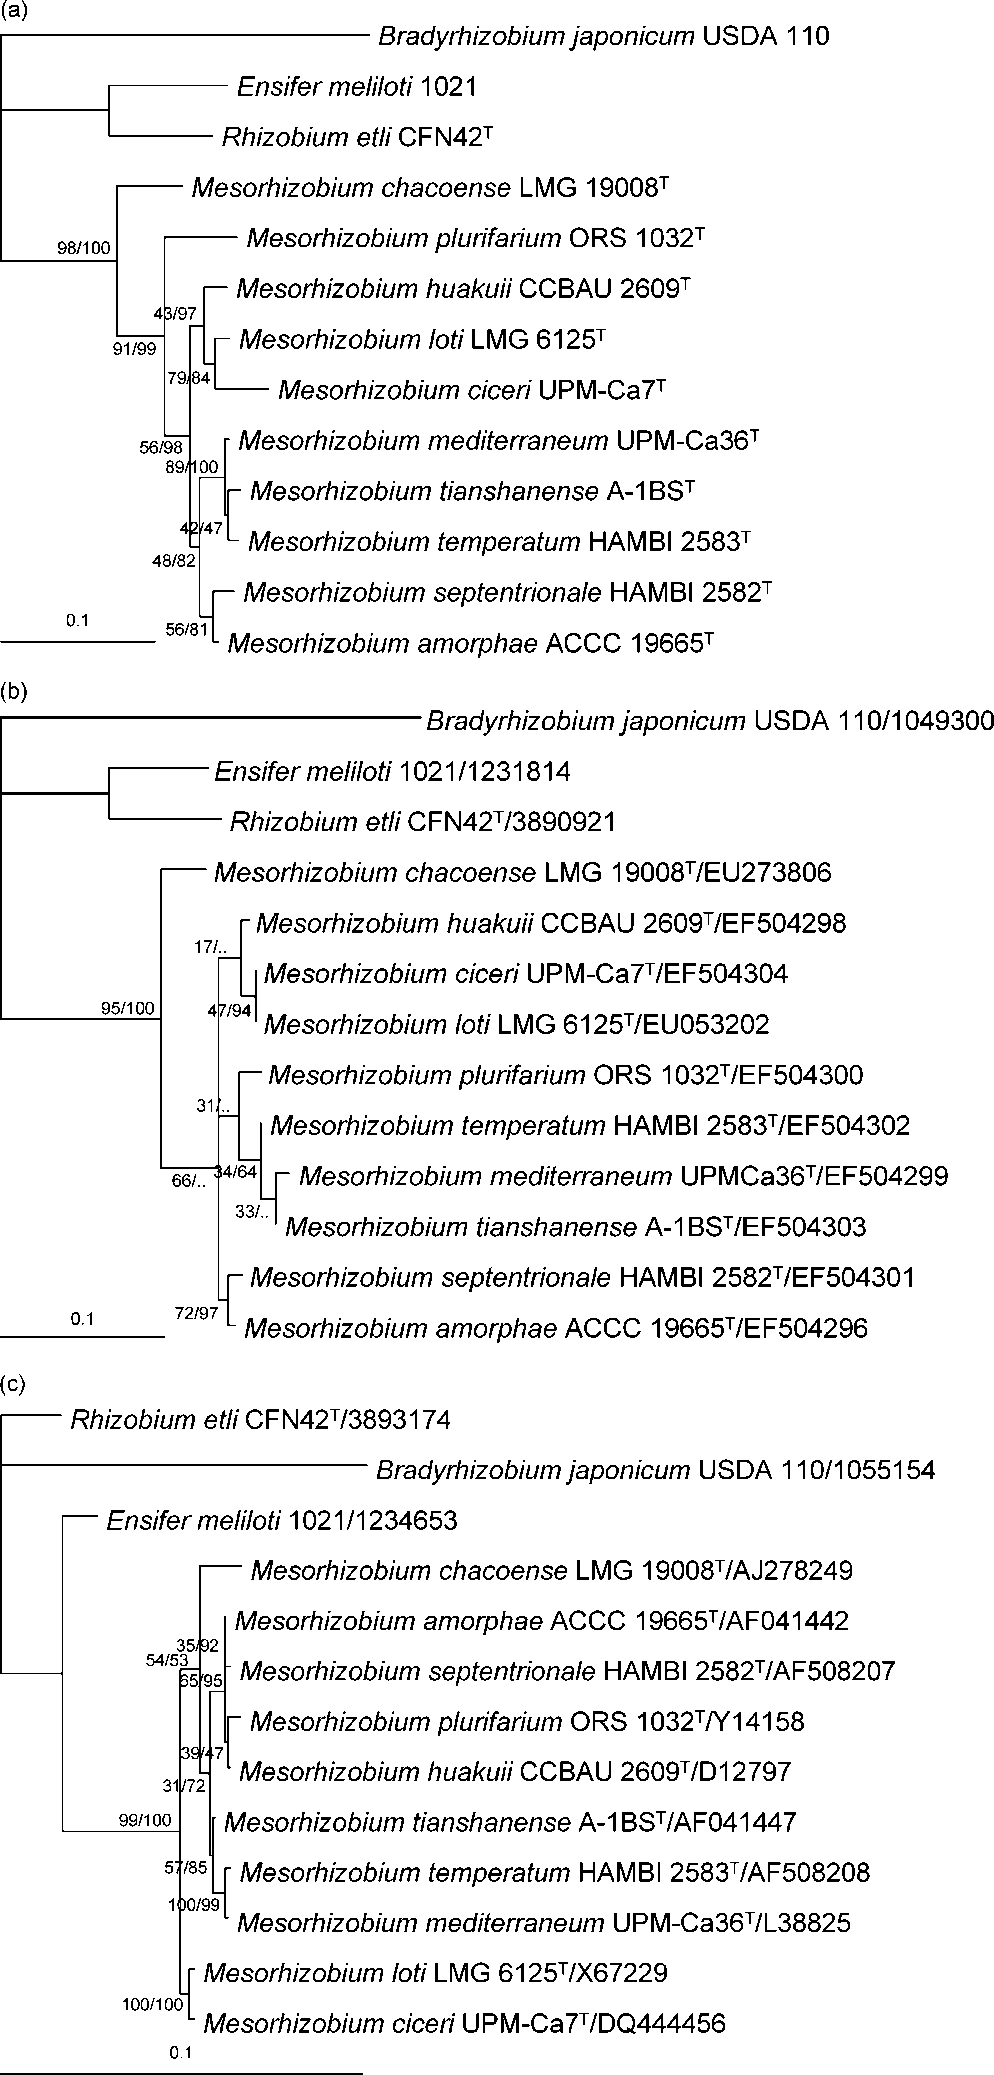 (a)
Bradyrhizobium japonicum USDA 110
Ensifer meliloti 1021
Rhizobium etli CFN42ᵀ
Mesorhizobium chacoense LMG 19008ᵀ
Mesorhizobium plurifarium ORS 1032ᵀ
98/100
Mesorhizobium huakuii CCBAU 2609ᵀ
43/97
Mesorhizobium loti LMG 6125ᵀ
91/99
79/84
Mesorhizobium ciceri UPM-Ca7ᵀ
Mesorhizobium mediterraneum UPM-Ca36ᵀ
56/98
89/100
Mesorhizobium tianshanense A-1BSᵀ
42/47
Mesorhizobium temperatum HAMBI 2583ᵀ
48/82
Mesorhizobium septentrionale HAMBI 2582ᵀ
0.1
56/81
Mesorhizobium amorphae ACCC 19665ᵀ
(b)
Bradyrhizobium japonicum USDA 110/1049300
Ensifer meliloti 1021/1231814
Rhizobium etli CFN42ᵀ/3890921
Mesorhizobium chacoense LMG 19008ᵀ/EU273806
Mesorhizobium huakuii CCBAU 2609ᵀ/EF504298
17/..
Mesorhizobium ciceri UPM-Ca7ᵀ/EF504304
95/100
47/94
Mesorhizobium loti LMG 6125ᵀ/EU053202
Mesorhizobium plurifarium ORS 1032ᵀ/EF504300
31/..
Mesorhizobium temperatum HAMBI 2583ᵀ/EF504302
34/64
66/..
Mesorhizobium mediterraneum UPMCa36ᵀ/EF504299
33/..
Mesorhizobium tianshanense A-1BSᵀ/EF504303
Mesorhizobium septentrionale HAMBI 2582ᵀ/EF504301
72/97
0.1
Mesorhizobium amorphae ACCC 19665ᵀ/EF504296
(c)
Rhizobium etli CFN42ᵀ/3893174
Bradyrhizobium japonicum USDA 110/1055154
Ensifer meliloti 1021/1234653
Mesorhizobium chacoense LMG 19008ᵀ/AJ278249
Mesorhizobium amorphae ACCC 19665ᵀ/AF041442
35/92
54/53
Mesorhizobium septentrionale HAMBI 2582ᵀ/AF508207
65/95
Mesorhizobium plurifarium ORS 1032ᵀ/Y14158
39/47
Mesorhizobium huakuii CCBAU 2609ᵀ/D12797
31/72
99/100
Mesorhizobium tianshanense A-1BSᵀ/AF041447
57/85
Mesorhizobium temperatum HAMBI 2583ᵀ/AF508208
100/99
Mesorhizobium mediterraneum UPM-Ca36ᵀ/L38825
Mesorhizobium loti LMG 6125ᵀ/X67229
100/100
Mesorhizobium ciceri UPM-Ca7ᵀ/DQ444456
0.1